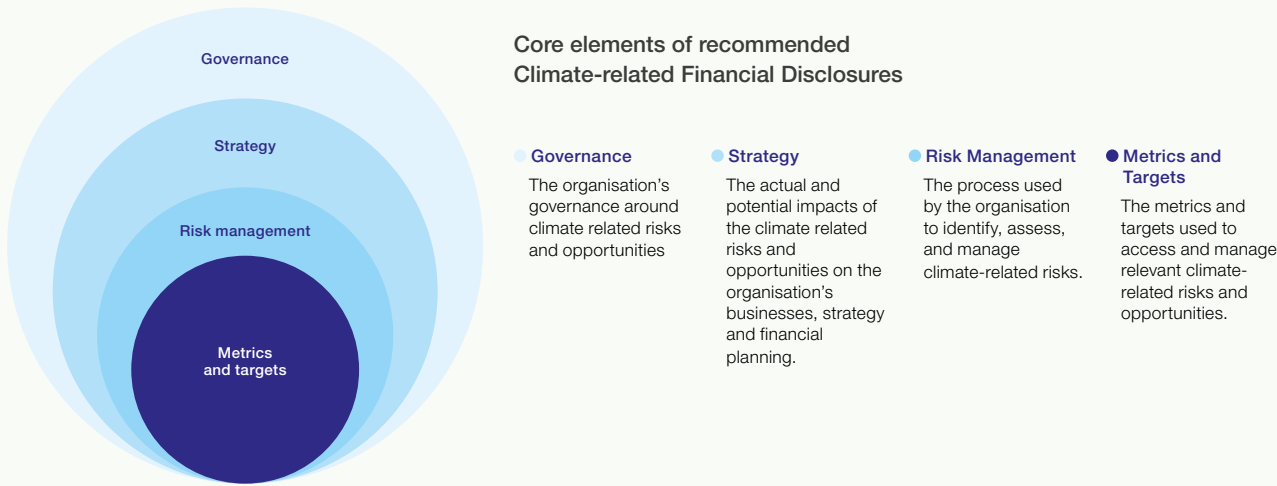 Governance
Strategy
Risk management
Metrics
and targets
Core elements of recommended
Climate-related Financial Disclosures
Governance
The organisation's
governance around
climate related risks
and opportunities
Strategy
The actual and
potential impacts of
the climate related
risks and
opportunities on the
organisation's
businesses, strategy
and financial
planning.
Risk Management
The process used
by the organisation
to identify, assess,
and manage
climate-related risks.
Metrics and
Targets
The metrics and
targets used to
access and manage
relevant climate-
related risks and
opportunities.